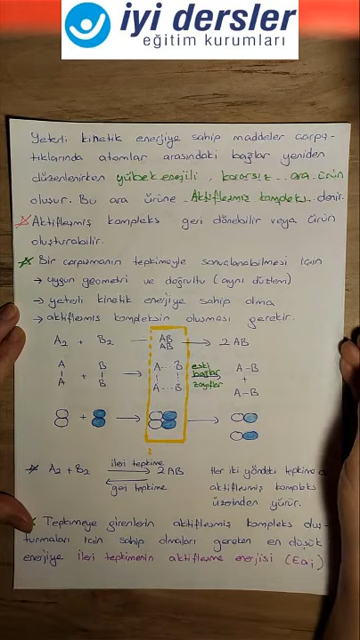 iyi dersler
eğitim kurumları
Yeterli kinetik enerjiye sahip maddeler çarpış-
tıklarında atomlar arasındaki bağlar yeniden
düzenlenirken yüksek enerjili, kararsız ara ürün
oluşur. Bu ara ürüne Aktifleşmiş kompleks denir.
Aktifleşmiş kompleks geri dönebilir veya ürün
oluşturabilir.
Bir çarpışmanın tepkimeyle sonuçlanabilmesi için
→ uygun geometri ve doğrultu (aynı düzlem)
→ yeterli kinetik enerjiye sahip olma
→ aktifleşmiş kompleksin oluşması gerekir.
A₂ + B₂ — AB AB → 2 AB
A B A...B eski A-B
| + | → bağlar → +
A B A...B zayıflar A-B
+ → →
A₂ + B₂ ileri tepkime 2AB Her iki yöndeki tepkime
geri tepkime aktifleşmiş kompleks
üzerinden yürür.
Tepkimeye girenlerin aktifleşmiş kompleks oluş-
turmaları için sahip olmaları gereken en düşük
enerjiye ileri tepkimenin aktifleşme enerjisi (Eai)